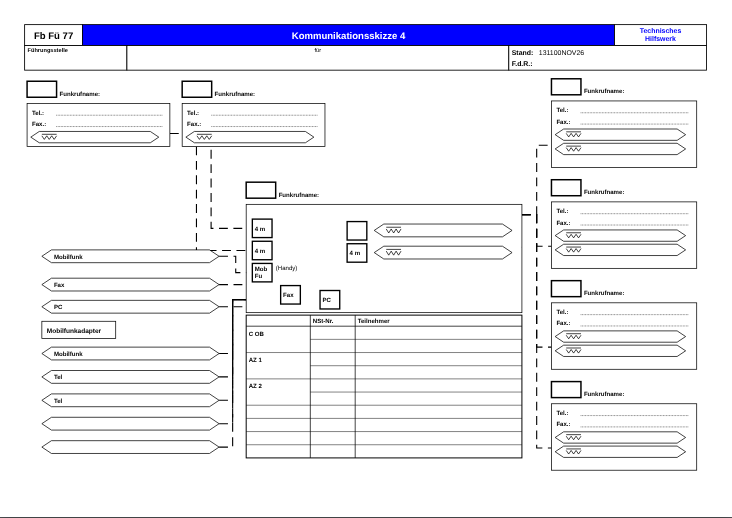 Fb Fü 77
Kommunikationsskizze 4
Technisches
Hilfswerk
Führungsstelle
für
Stand: 131100NOV26
F.d.R.:
Funkrufname:
Tel.:
Fax.:
Funkrufname:
Tel.:
Fax.:
Funkrufname:
Tel.:
Fax.:
Funkrufname:
Tel.:
Fax.:
Funkrufname:
Tel.:
Fax.:
Funkrufname:
Tel.:
Fax.:
Funkrufname:
4 m
4 m
4 m
Mob
Fu
(Handy)
Fax
PC
Mobilfunk
Fax
PC
Mobilfunkadapter
Mobilfunk
Tel
Tel
NSt-Nr.
Teilnehmer
C OB
AZ 1
AZ 2